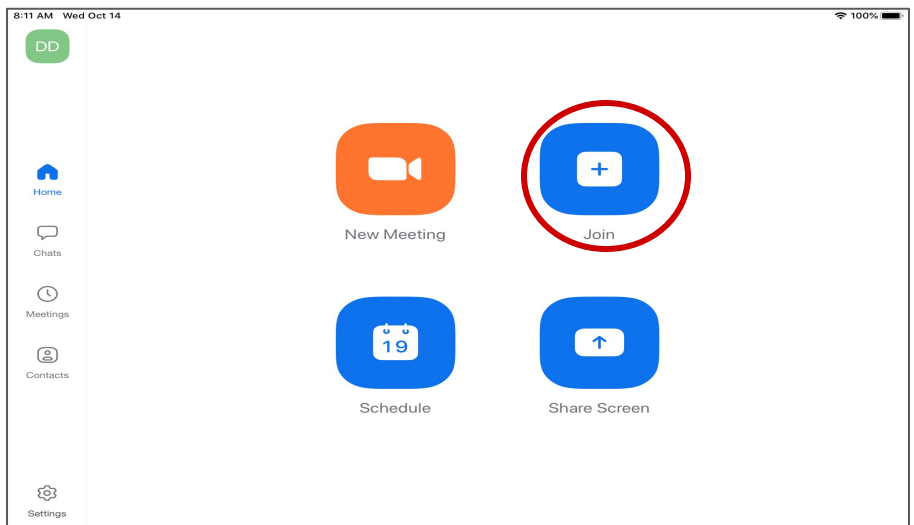 8:11 AM Wed Oct 14
100%
DD
Home
Chats
Meetings
Contacts
Settings
New Meeting
Join
19
Schedule
Share Screen